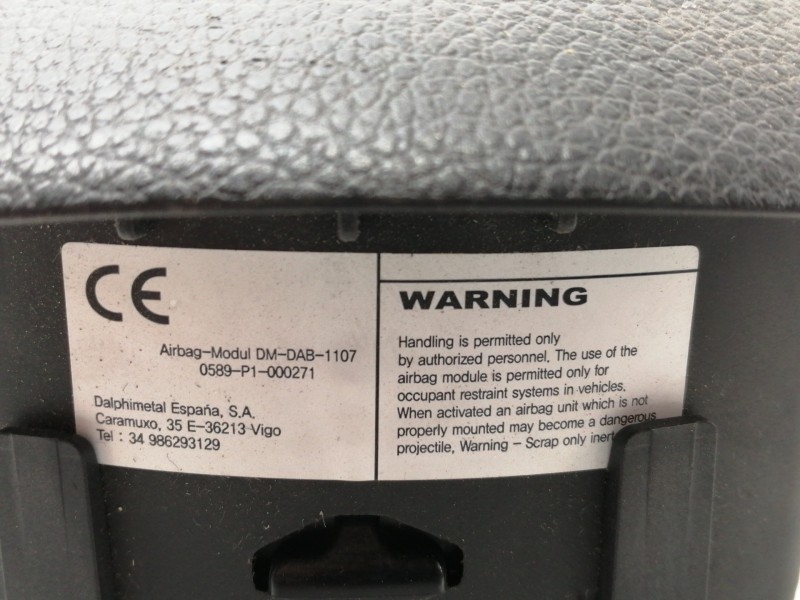 CE
Airbag-Modul DM-DAB-1107
0589-P1-000271
Dalphimetal España, S.A.
Caramuxo, 35 E-36213 Vigo
Tel : 34 986293129
WARNING
Handling is permitted only
by authorized personnel. The use of the
airbag module is permitted only for
occupant restraint systems in vehicles.
When activated an airbag unit which is not
properly mounted may become a dangerous
projectile, Warning - Scrap only